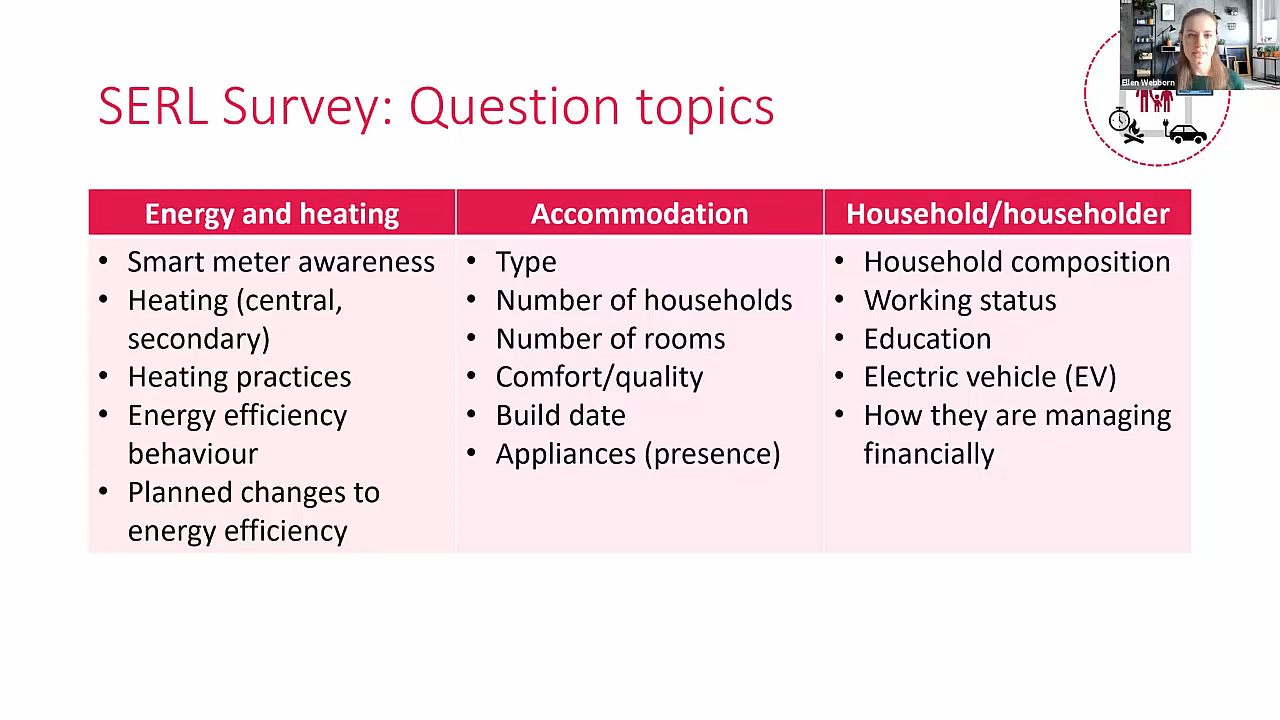 SERL Survey: Question topics
Ellen Webborn
Energy and heating
• Smart meter awareness
• Heating (central,
secondary)
• Heating practices
• Energy efficiency
behaviour
• Planned changes to
energy efficiency
Accommodation
• Type
• Number of households
• Number of rooms
• Comfort/quality
• Build date
• Appliances (presence)
Household/householder
• Household composition
• Working status
• Education
• Electric vehicle (EV)
• How they are managing
financially